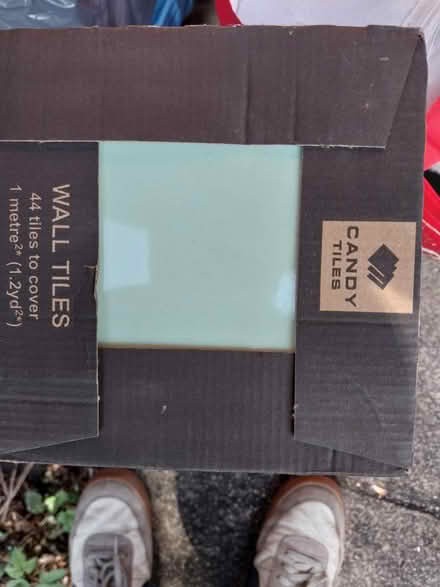 CANDY
TILES
WALL TILES
44 tiles to cover
1 metre²* (1.2yd²*)